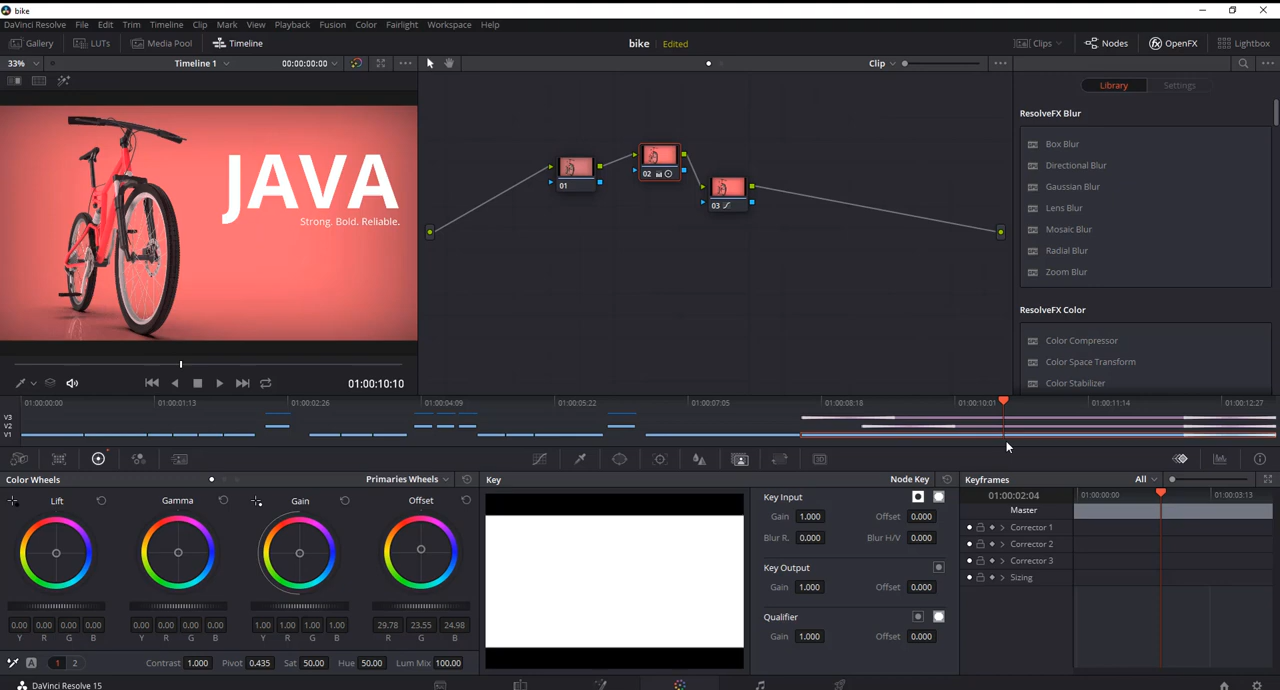 bike
DaVinci Resolve File Edit Trim Timeline Clip Mark View Playback Fusion Color Fairlight Workspace Help
Gallery LUTs Media Pool Timeline bike Edited Clips Nodes OpenFX Lightbox
33% Timeline 1 00:00:00:00 Clip Library Settings
ResolveFX Blur
Box Blur
Directional Blur
Gaussian Blur
Lens Blur
Mosaic Blur
Radial Blur
Zoom Blur
ResolveFX Color
Color Compressor
Color Space Transform
Color Stabilizer
JAVA
Strong. Bold. Reliable.
01
02
03
01:00:10:10
01:00:00:00 01:00:01:13 01:00:02:26 01:00:04:09 01:00:05:22 01:00:07:05 01:00:08:18 01:00:10:01 01:00:11:14 01:00:12:27
V3
V2
V1
Color Wheels Primaries Wheels Key Node Key Keyframes All
Lift Gamma Gain Offset
0.00 0.00 0.00 0.00 0.00 0.00 0.00 0.00 1.00 1.00 1.00 1.00 29.78 23.55 24.98
Y R G B Y R G B Y R G B R G B
A 1 2 Contrast 1.000 Pivot 0.435 Sat 50.00 Hue 50.00 Lum Mix 100.00
Key Input
Gain 1.000 Offset 0.000
Blur R. 0.000 Blur H/V 0.000
Key Output
Gain 1.000 Offset 0.000
Qualifier
Gain 1.000 Offset 0.000
01:00:02:04 01:00:00:00 01:00:03:13
Master
Corrector 1
Corrector 2
Corrector 3
Sizing
DaVinci Resolve 15